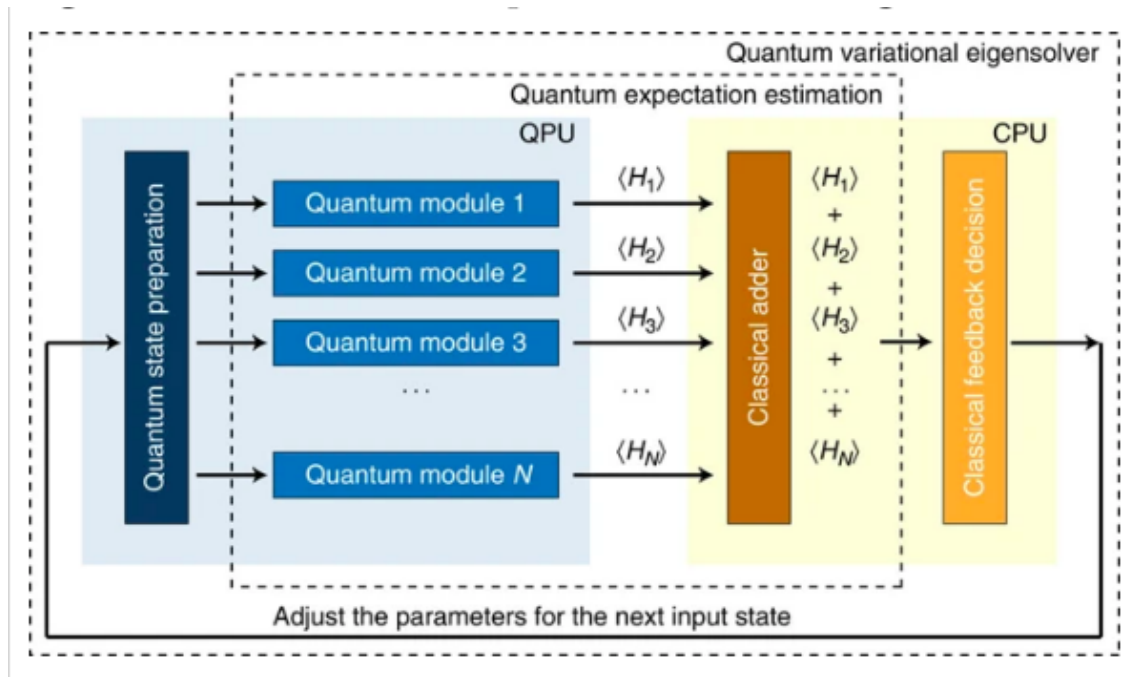 Quantum variational eigensolver
Quantum expectation estimation
QPU
CPU
Quantum state preparation
Quantum module 1
Quantum module 2
Quantum module 3
...
Quantum module N
⟨H₁⟩
⟨H₂⟩
⟨H₃⟩
...
⟨H_N⟩
Classical adder
⟨H₁⟩
+
⟨H₂⟩
+
⟨H₃⟩
+
...
+
⟨H_N⟩
Classical feedback decision
Adjust the parameters for the next input state